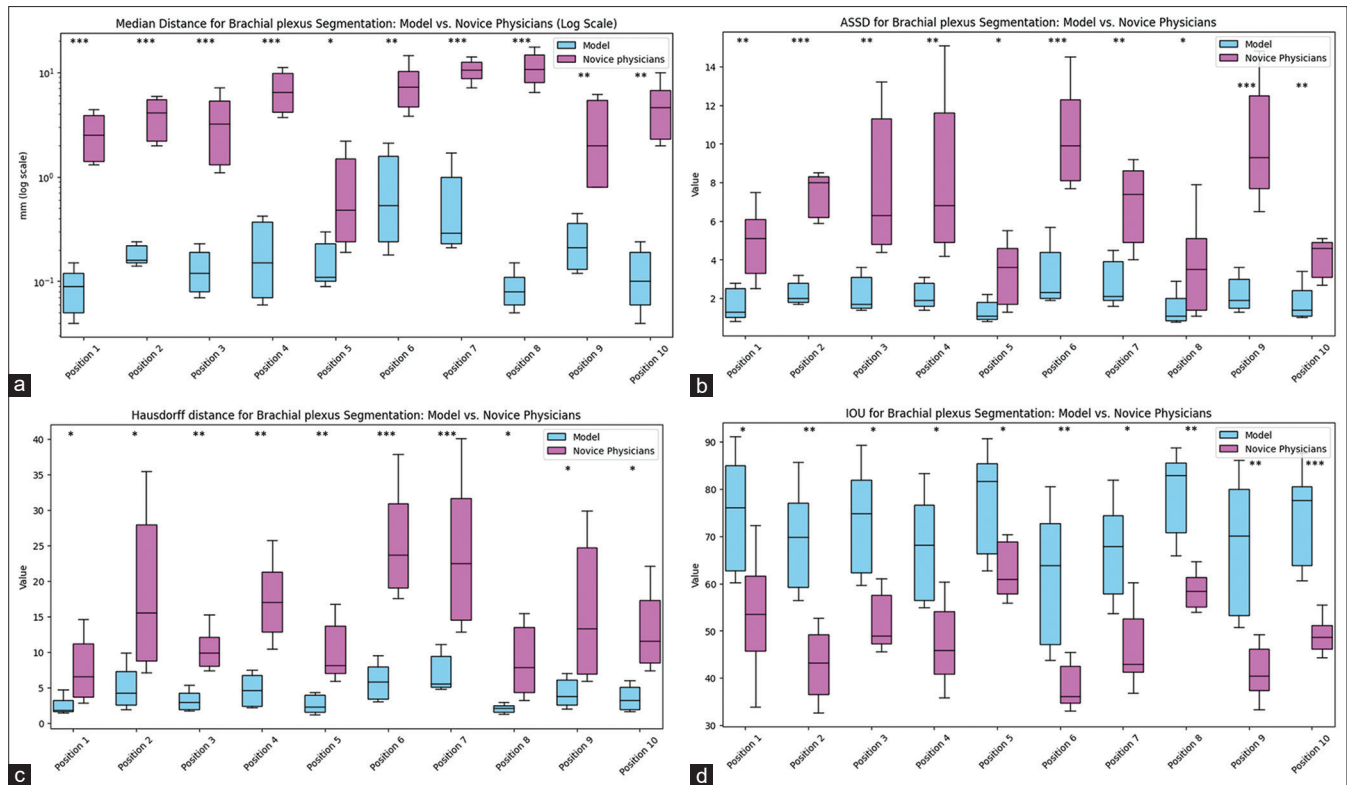 Median Distance for Brachial plexus Segmentation: Model vs. Novice Physicians (Log Scale)
*** *** *** *** * ** *** *** ** **
Model
Novice physicians
mm (log scale)
10¹
10⁰
10⁻¹
Position 1 Position 2 Position 3 Position 4 Position 5 Position 6 Position 7 Position 8 Position 9 Position 10
a
ASSD for Brachial plexus Segmentation: Model vs. Novice Physicians
** *** ** ** * *** ** * *** **
Model
Novice Physicians
Value
14
12
10
8
6
4
2
Position 1 Position 2 Position 3 Position 4 Position 5 Position 6 Position 7 Position 8 Position 9 Position 10
b
Hausdorff distance for Brachial plexus Segmentation: Model vs. Novice Physicians
* * ** ** ** *** *** * * *
Model
Novice Physicians
Value
40
35
30
25
20
15
10
5
0
Position 1 Position 2 Position 3 Position 4 Position 5 Position 6 Position 7 Position 8 Position 9 Position 10
c
IOU for Brachial plexus Segmentation: Model vs. Novice Physicians
* ** * * * ** * ** ** ***
Model
Novice Physicians
Value
90
80
70
60
50
40
30
Position 1 Position 2 Position 3 Position 4 Position 5 Position 6 Position 7 Position 8 Position 9 Position 10
d